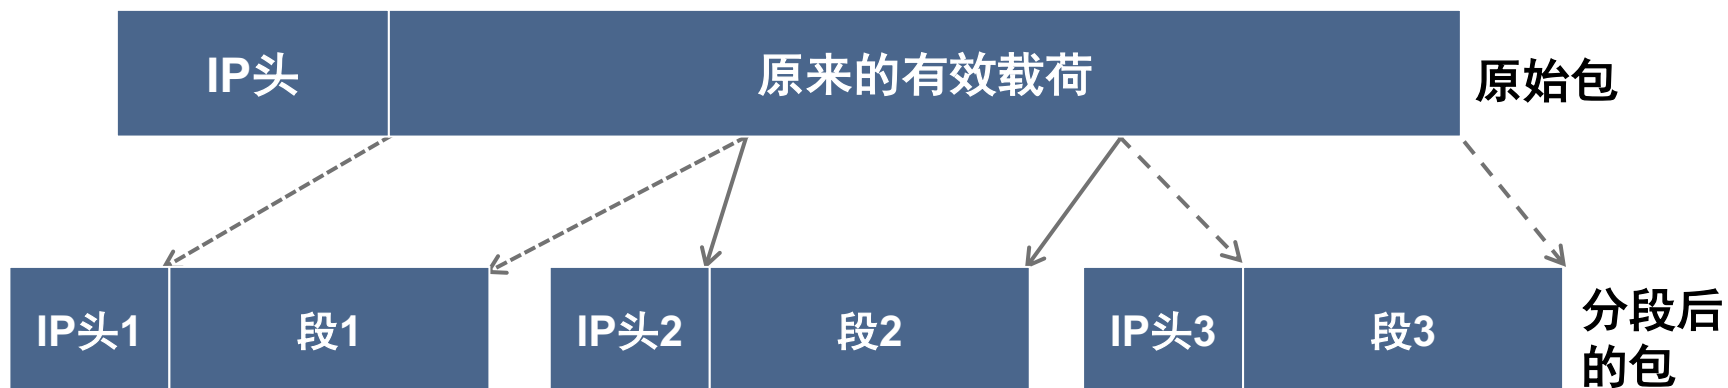 IP头
原来的有效载荷
原始包
IP头1
段1
IP头2
段2
IP头3
段3
分段后
的包